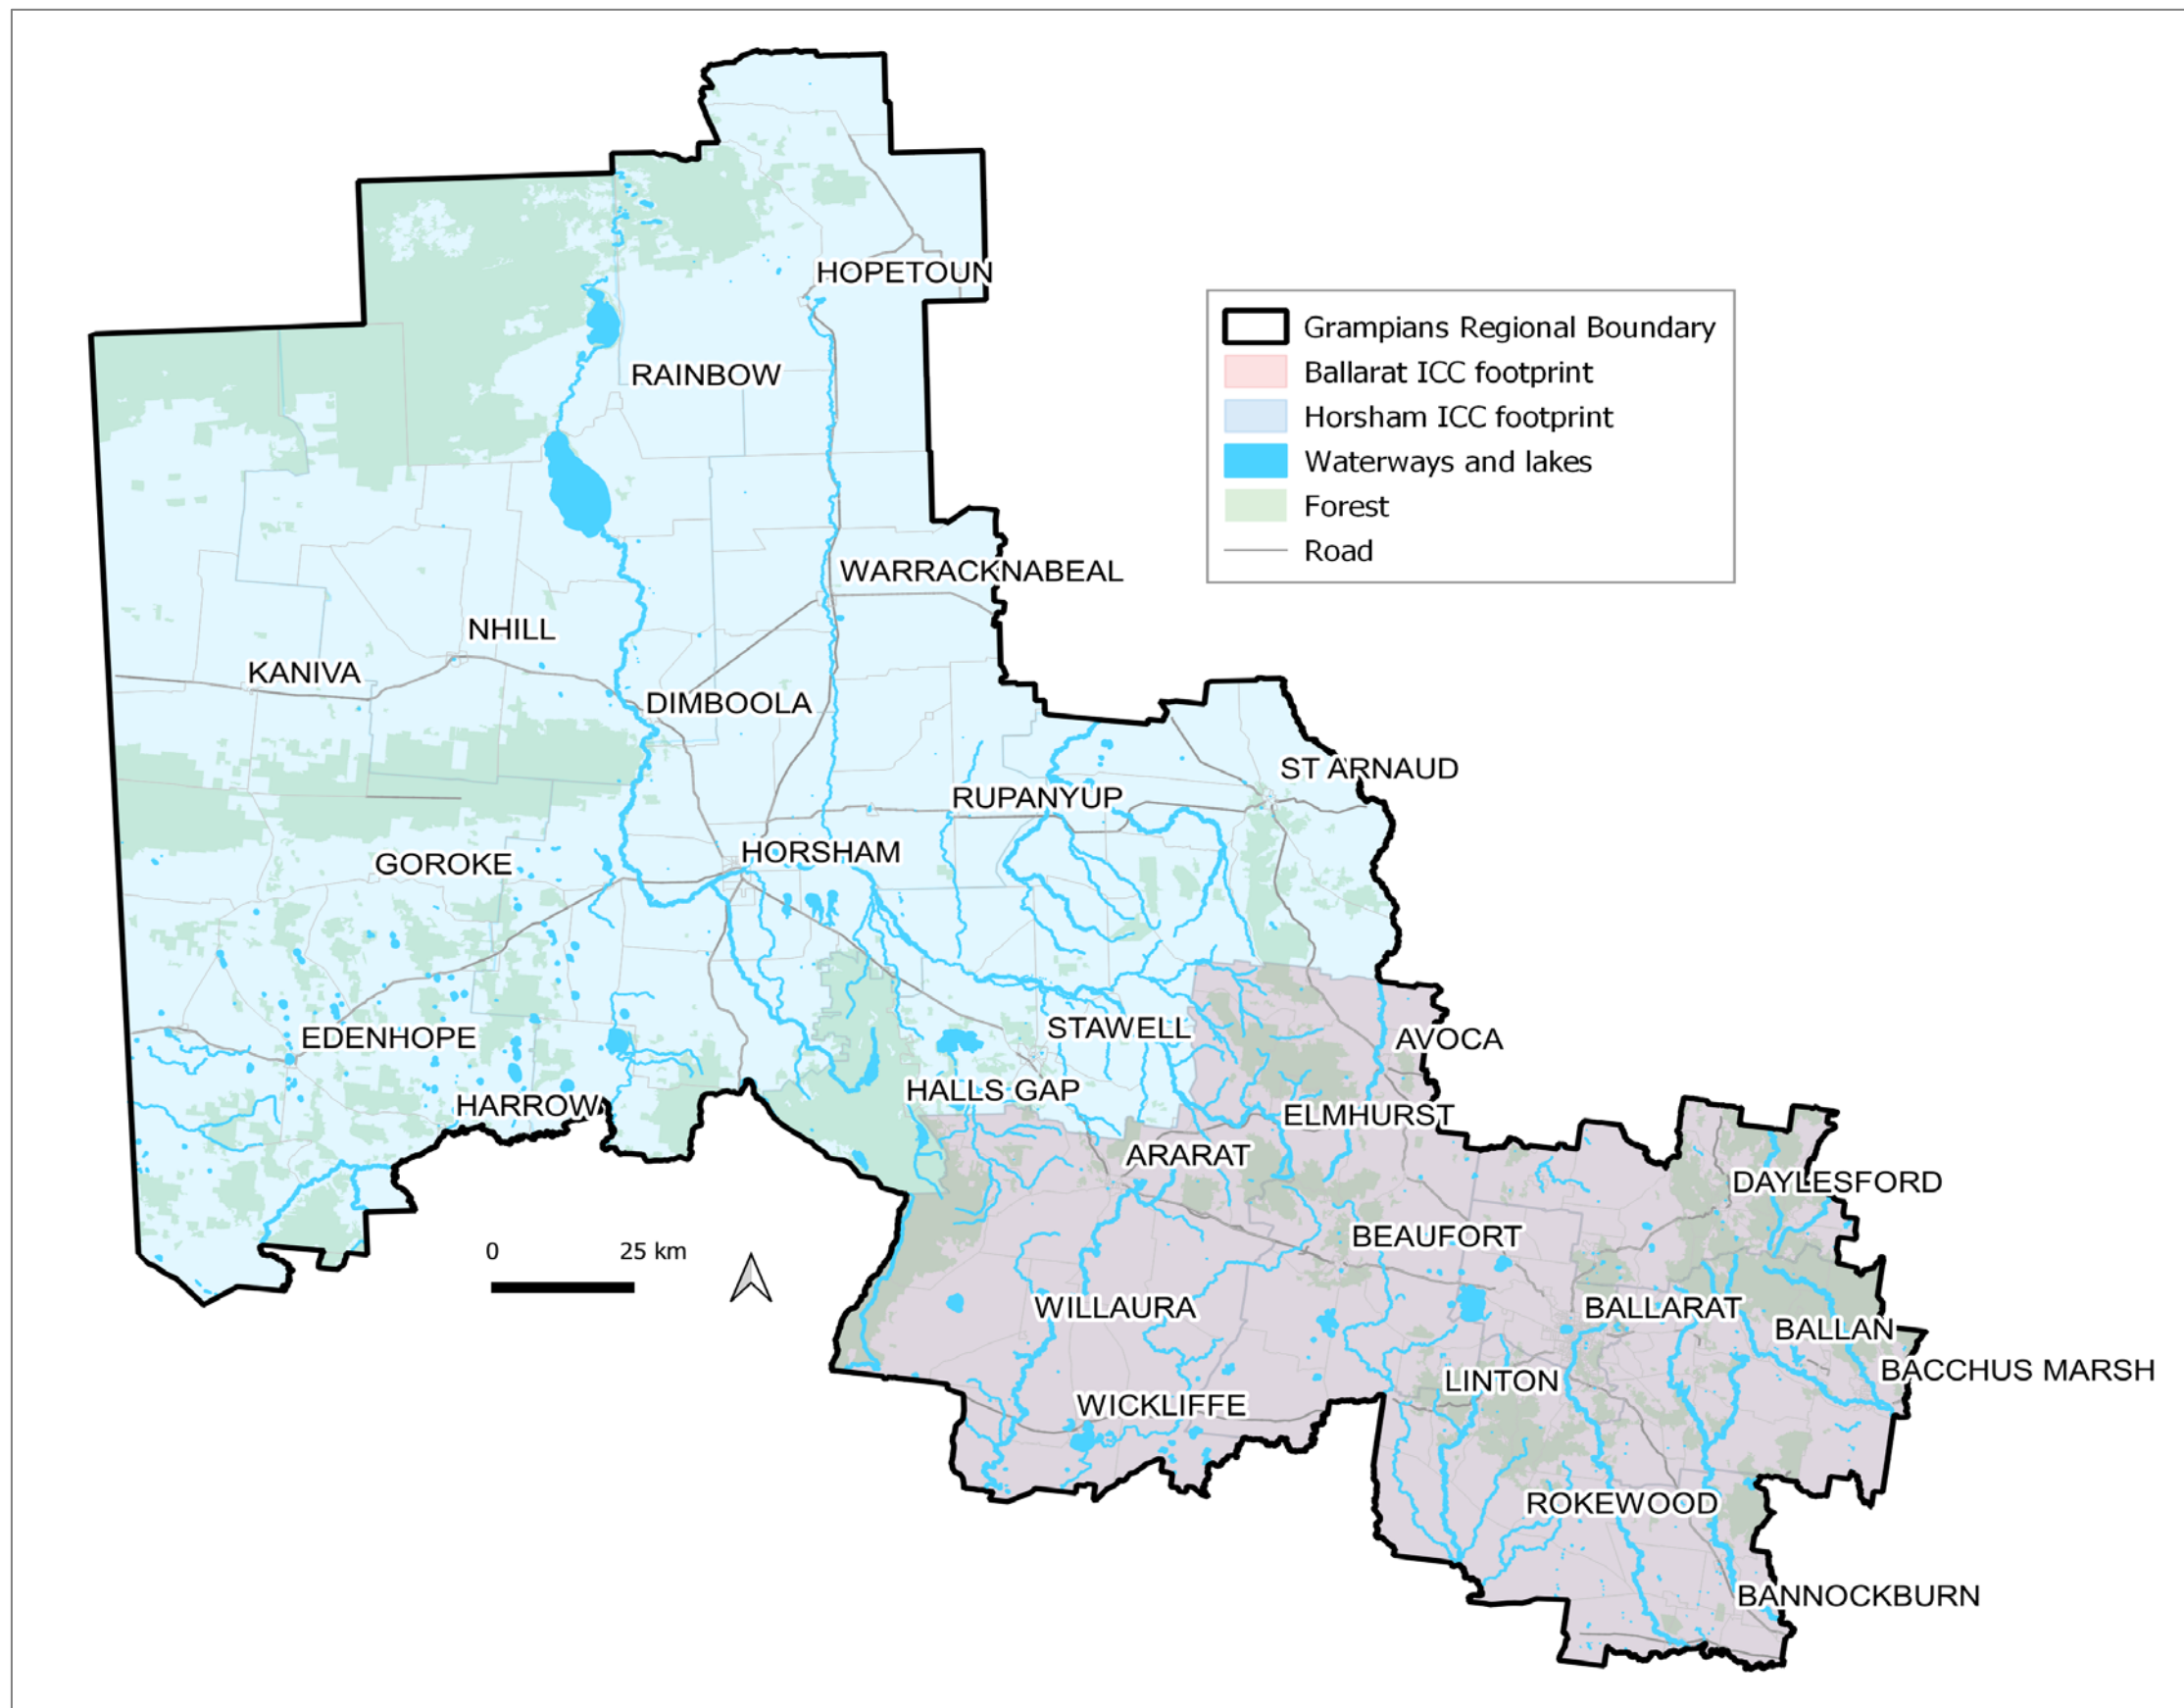 HOPETOUN
Grampians Regional Boundary
Ballarat ICC footprint
Horsham ICC footprint
Waterways and lakes
Forest
Road
RAINBOW
WARRACKNABEAL
NHILL
KANIVA
DIMBOOLA
ST ARNAUD
RUPANYUP
HORSHAM
GOROKE
STAWELL
EDENHOPE
AVOCA
HALLS GAP
HARROW
ELMHURST
ARARAT
DAYLESFORD
BEAUFORT
0 25 km
WILLAURA
BALLARAT
BALLAN
BACCHUS MARSH
LINTON
WICKLIFFE
ROKEWOOD
BANNOCKBURN